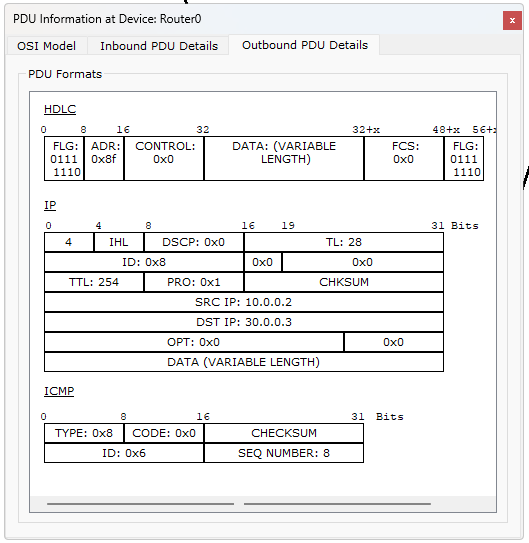 PDU Information at Device: Router0
x
OSI Model Inbound PDU Details Outbound PDU Details
PDU Formats
HDLC
0 8 16 32 32+x 48+x 56+
FLG: ADR: CONTROL: DATA: (VARIABLE FCS: FLG:
0111 0x8f 0x0 LENGTH) 0x0 0111
1110 1110
IP
0 4 8 16 19 31 Bits
4 IHL DSCP: 0x0 TL: 28
ID: 0x8 0x0 0x0
TTL: 254 PRO: 0x1 CHKSUM
SRC IP: 10.0.0.2
DST IP: 30.0.0.3
OPT: 0x0 0x0
DATA (VARIABLE LENGTH)
ICMP
0 8 16 31 Bits
TYPE: 0x8 CODE: 0x0 CHECKSUM
ID: 0x6 SEQ NUMBER: 8